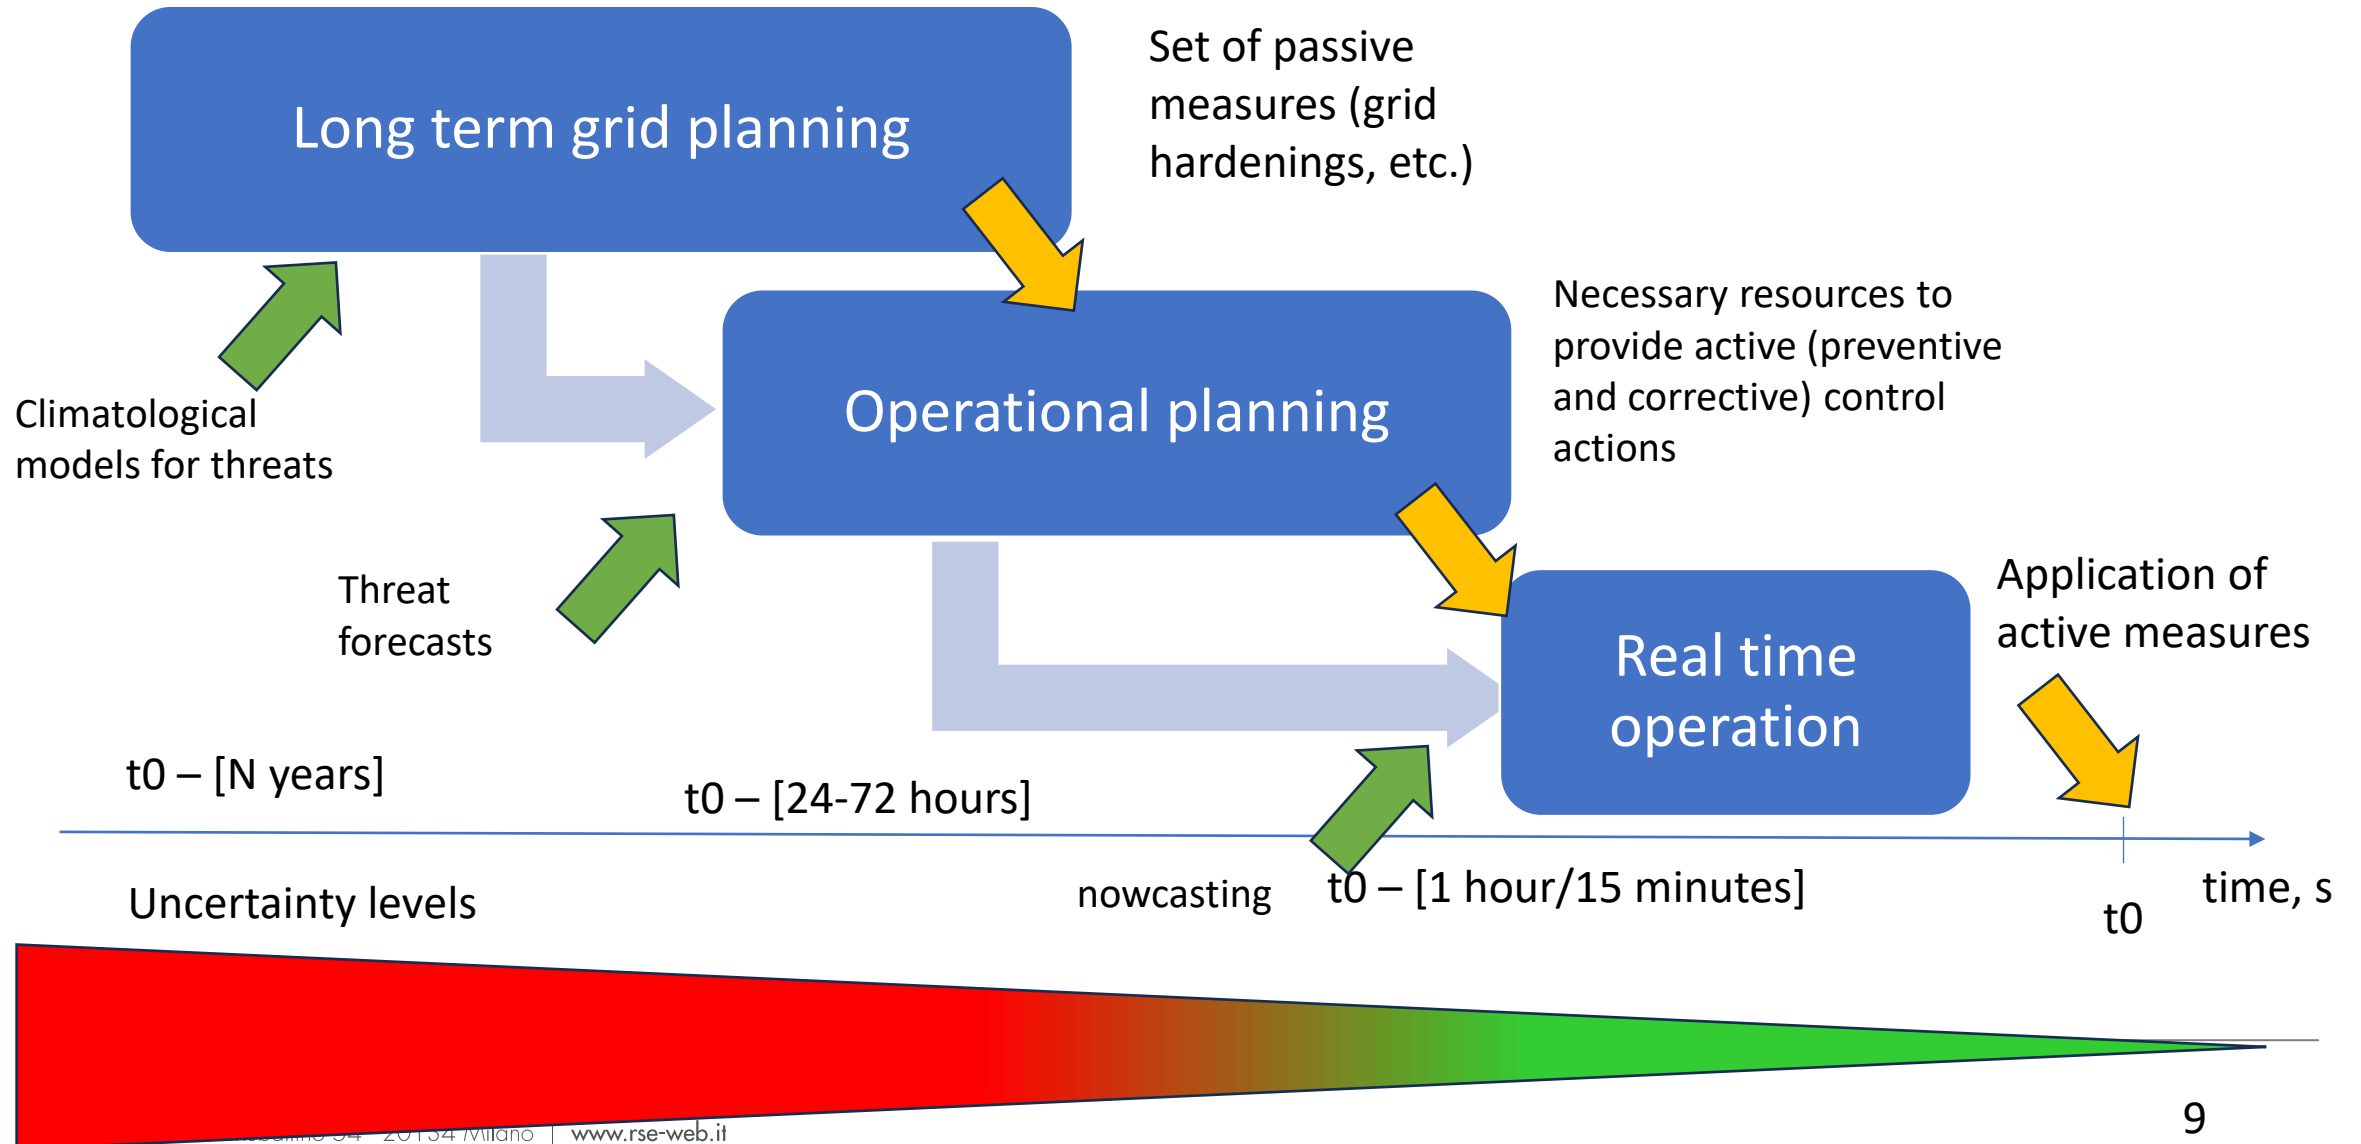 Long term grid planning
Set of passive
measures (grid
hardenings, etc.)
Climatological
models for threats
Operational planning
Necessary resources to
provide active (preventive
and corrective) control
actions
Threat
forecasts
Real time
operation
Application of
active measures
t0 – [N years]
t0 – [24-72 hours]
nowcasting
t0 – [1 hour/15 minutes]
t0
time, s
Uncertainty levels
54 20134 Milano | www.rse-web.it
9